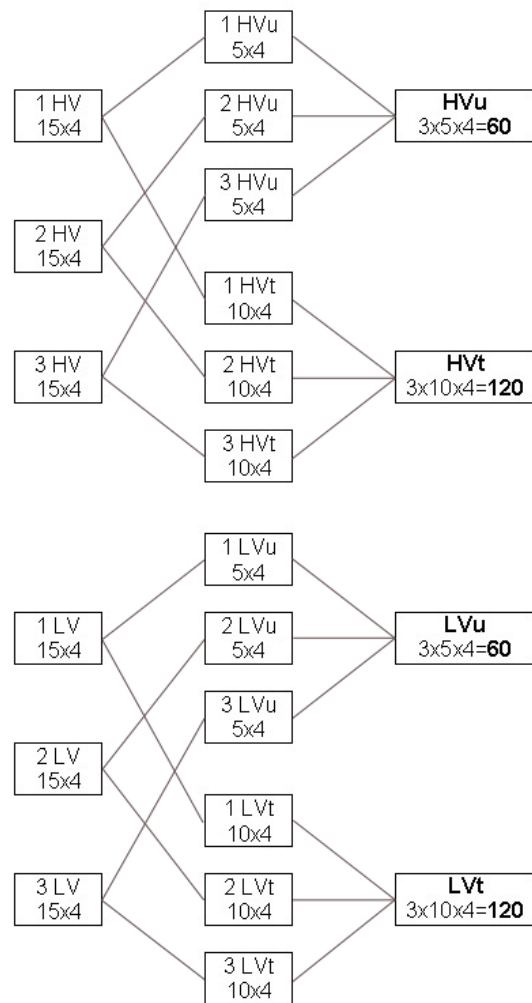 1 HVu
5x4
1 HV
15x4
2 HVu
5x4
HVu
3x5x4=60
3 HVu
5x4
2 HV
15x4
1 HVt
10x4
3 HV
15x4
2 HVt
10x4
HVt
3x10x4=120
3 HVt
10x4
1 LVu
5x4
1 LV
15x4
2 LVu
5x4
LVu
3x5x4=60
3 LVu
5x4
2 LV
15x4
1 LVt
10x4
3 LV
15x4
2 LVt
10x4
LVt
3x10x4=120
3 LVt
10x4